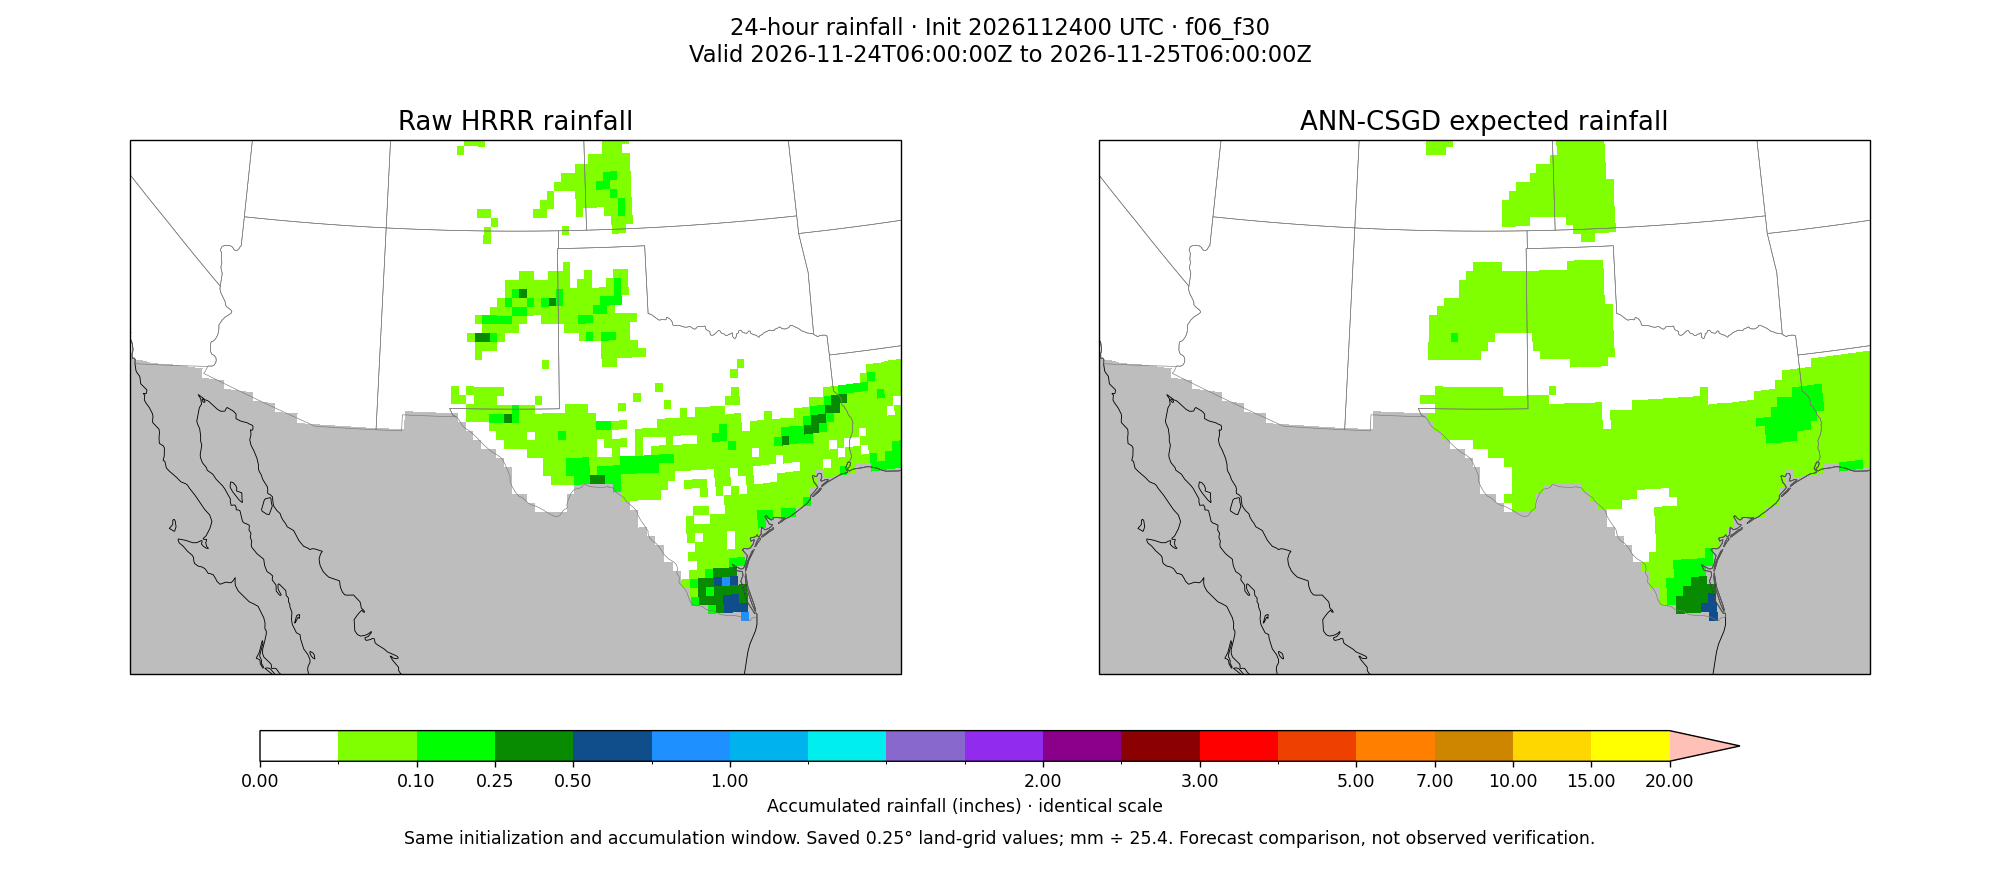 24-hour rainfall · Init 2026112400 UTC · f06_f30
Valid 2026-11-24T06:00:00Z to 2026-11-25T06:00:00Z
Raw HRRR rainfall
ANN-CSGD expected rainfall
0.00 0.10 0.25 0.50 1.00 2.00 3.00 5.00 7.00 10.00 15.00 20.00
Accumulated rainfall (inches) · identical scale
Same initialization and accumulation window. Saved 0.25° land-grid values; mm ÷ 25.4. Forecast comparison, not observed verification.